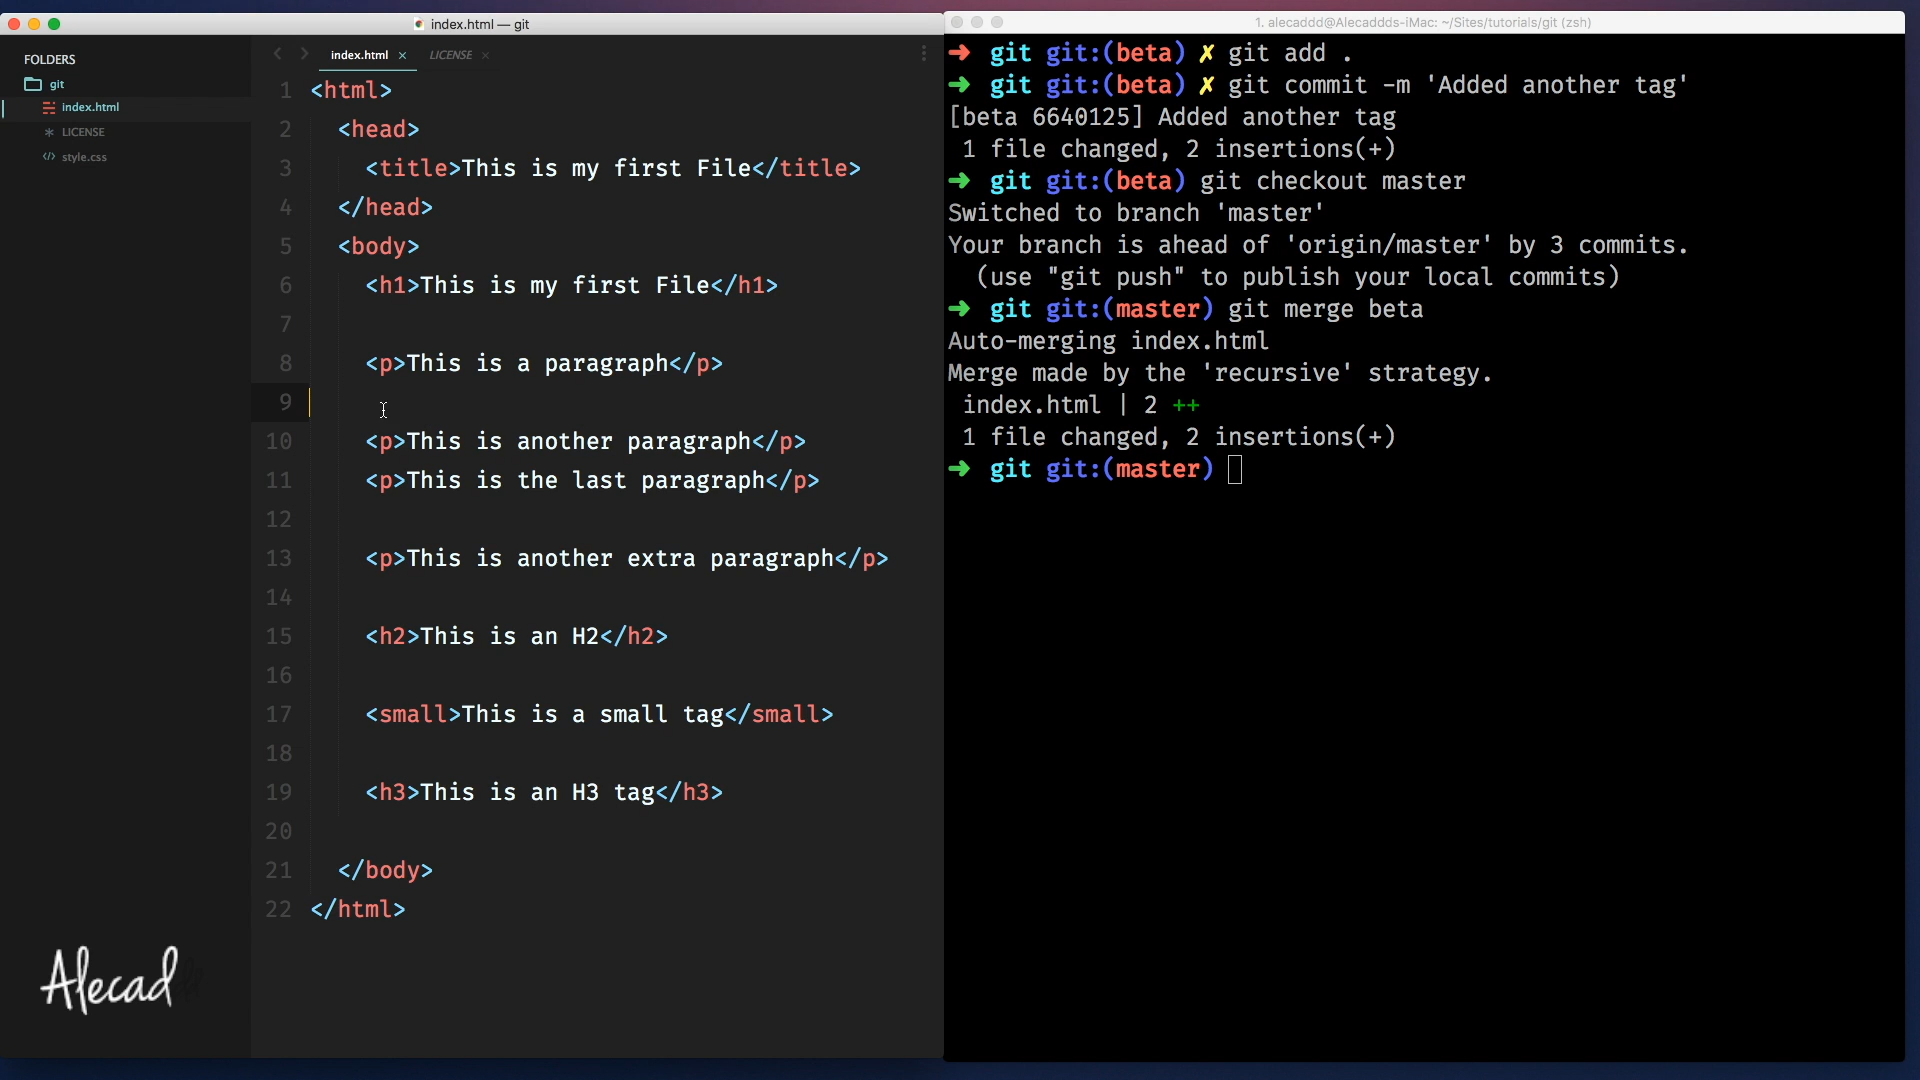 index.html — git
FOLDERS
git
index.html
LICENSE
style.css
index.html × LICENSE ×
1 <html>
2 <head>
3 <title>This is my first File</title>
4 </head>
5 <body>
6 <h1>This is my first File</h1>
7
8 <p>This is a paragraph</p>
9
10 <p>This is another paragraph</p>
11 <p>This is the last paragraph</p>
12
13 <p>This is another extra paragraph</p>
14
15 <h2>This is an H2</h2>
16
17 <small>This is a small tag</small>
18
19 <h3>This is an H3 tag</h3>
20
21 </body>
22 </html>
Alecad
1. alecaddd@Alecaddds-iMac: ~/Sites/tutorials/git (zsh)
➜ git git:(beta) ✗ git add .
➜ git git:(beta) ✗ git commit -m 'Added another tag'
[beta 6640125] Added another tag
1 file changed, 2 insertions(+)
➜ git git:(beta) git checkout master
Switched to branch 'master'
Your branch is ahead of 'origin/master' by 3 commits.
(use "git push" to publish your local commits)
➜ git git:(master) git merge beta
Auto-merging index.html
Merge made by the 'recursive' strategy.
index.html | 2 ++
1 file changed, 2 insertions(+)
➜ git git:(master)